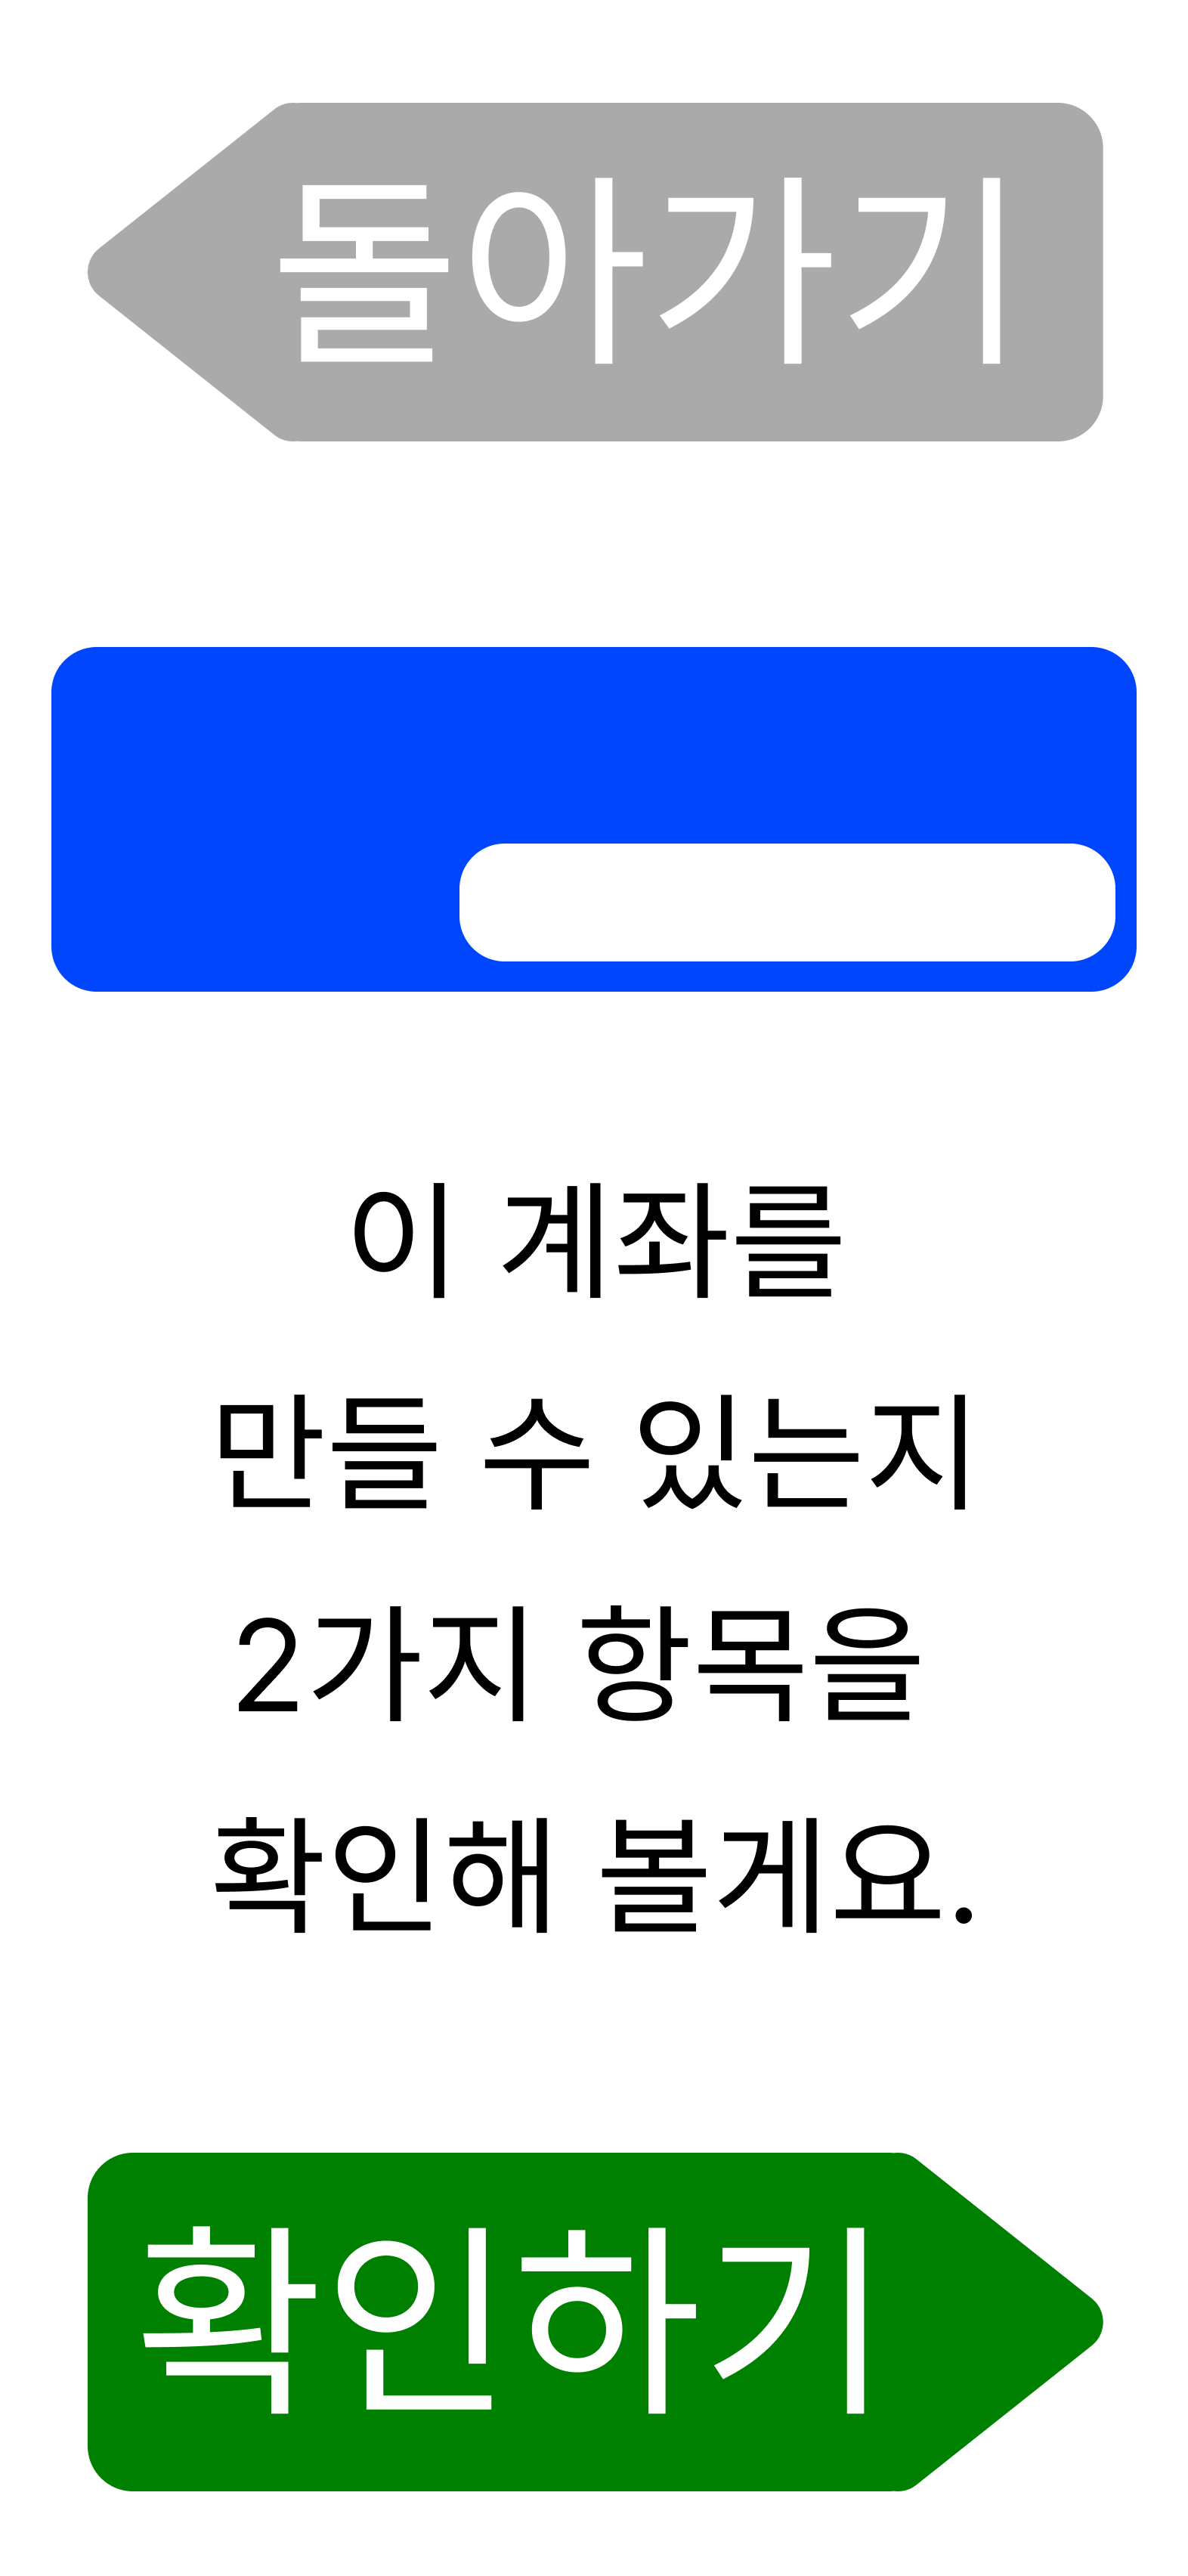 돌아가기
이 계좌를
만들 수 있는지
2가지 항목을
확인해 볼게요.
확인하기